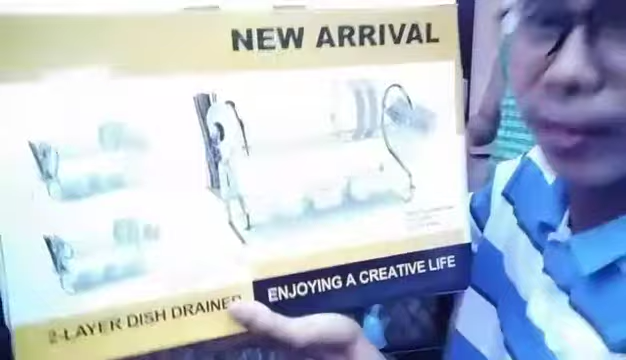 NEW ARRIVAL
2-LAYER DISH DRAINER
ENJOYING A CREATIVE LIFE